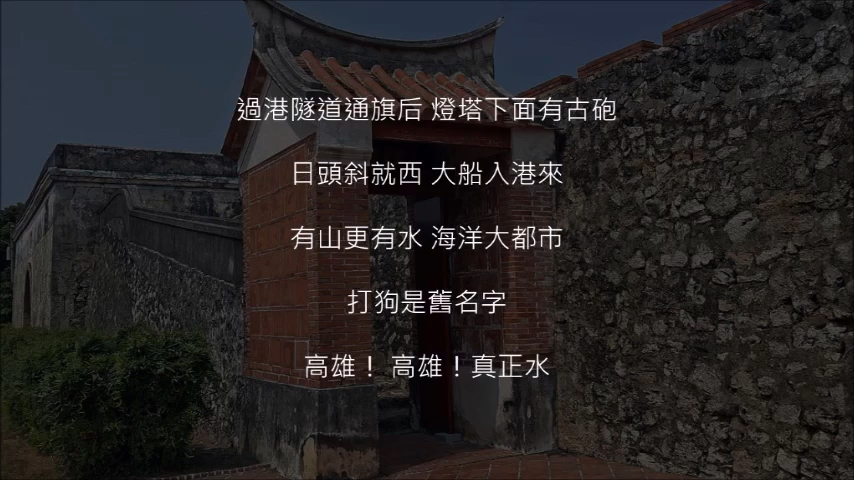 過港隧道通旗后 燈塔下面有古砲
日頭斜就西 大船入港來
有山更有水 海洋大都市
打狗是舊名字
高雄！ 高雄！真正水